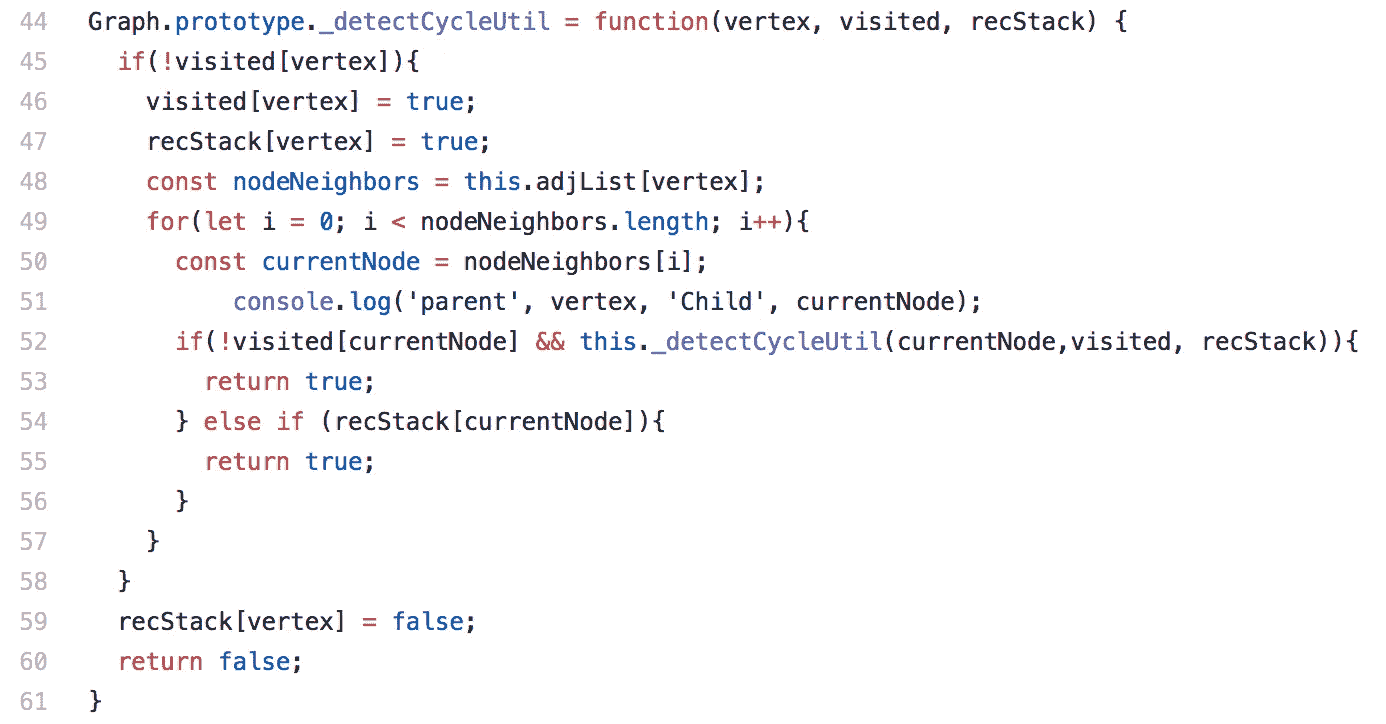 44 Graph.prototype._detectCycleUtil = function(vertex, visited, recStack) {
45   if(!visited[vertex]){
46     visited[vertex] = true;
47     recStack[vertex] = true;
48     const nodeNeighbors = this.adjList[vertex];
49     for(let i = 0; i < nodeNeighbors.length; i++){
50       const currentNode = nodeNeighbors[i];
51           console.log('parent', vertex, 'Child', currentNode);
52       if(!visited[currentNode] && this._detectCycleUtil(currentNode,visited, recStack)){
53         return true;
54       } else if (recStack[currentNode]){
55         return true;
56       }
57     }
58   }
59   recStack[vertex] = false;
60   return false;
61 }